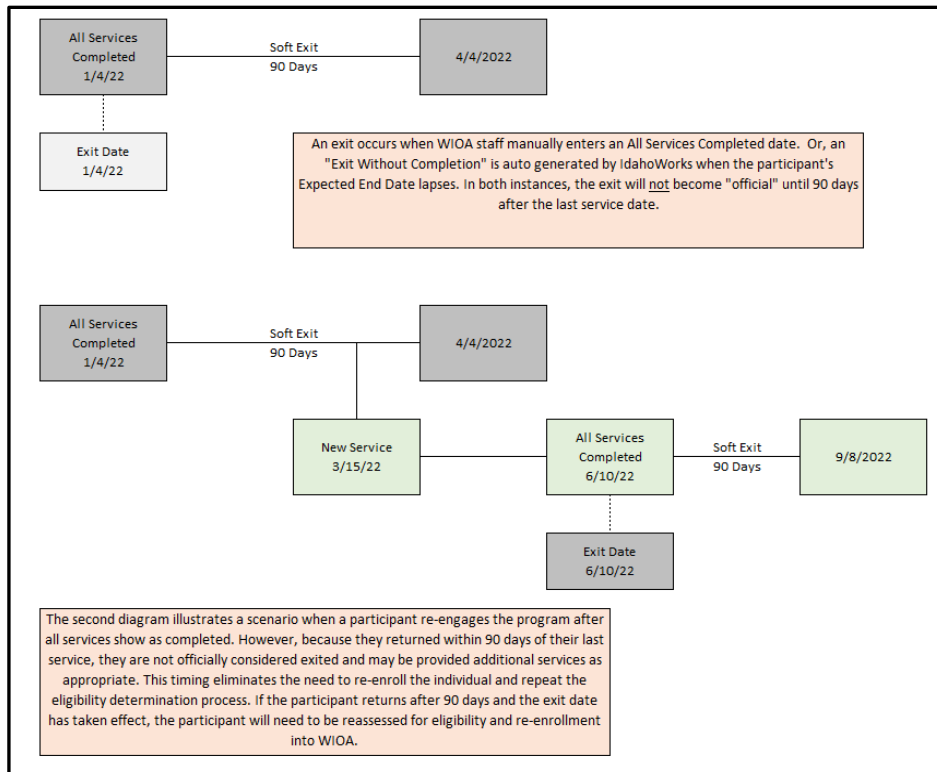 All Services
Completed
1/4/22
Soft Exit
90 Days
4/4/2022
Exit Date
1/4/22
An exit occurs when WIOA staff manually enters an All Services Completed date.  Or, an
"Exit Without Completion" is auto generated by IdahoWorks when the participant's
Expected End Date lapses. In both instances, the exit will not become "official" until 90 days
after the last service date.
All Services
Completed
1/4/22
Soft Exit
90 Days
4/4/2022
New Service
3/15/22
All Services
Completed
6/10/22
Soft Exit
90 Days
9/8/2022
Exit Date
6/10/22
The second diagram illustrates a scenario when a participant re-engages the program after
all services show as completed. However, because they returned within 90 days of their last
service, they are not officially considered exited and may be provided additional services as
appropriate. This timing eliminates the need to re-enroll the individual and repeat the
eligibility determination process. If the participant returns after 90 days and the exit date
has taken effect, the participant will need to be reassessed for eligibility and re-enrollment
into WIOA.